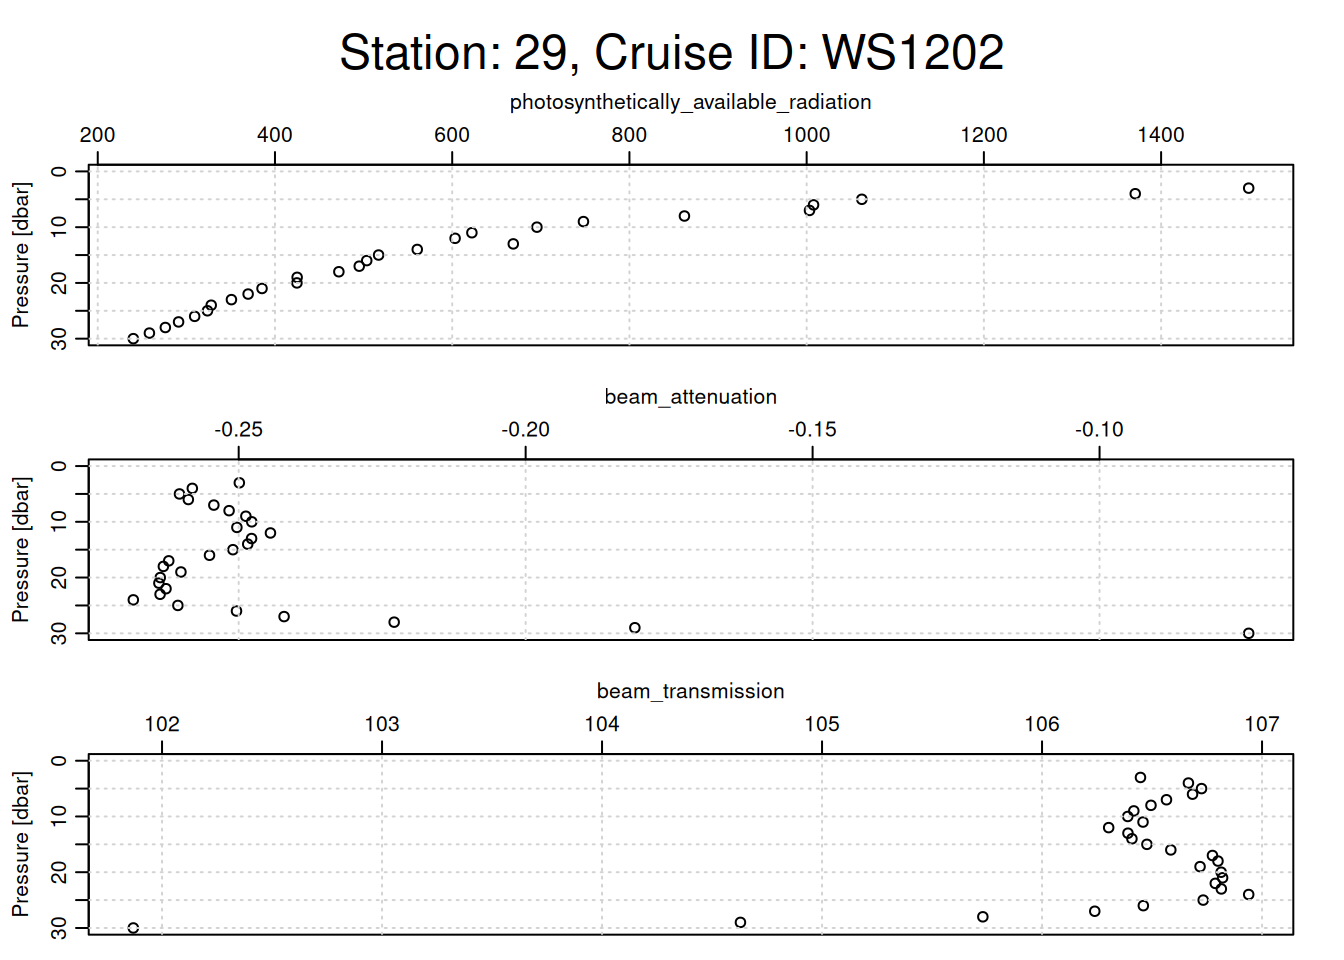 Station: 29, Cruise ID: WS1202
photosynthetically_available_radiation
200 400 600 800 1000 1200 1400
Pressure [dbar]
0 10 20 30
beam_attenuation
-0.25 -0.20 -0.15 -0.10
Pressure [dbar]
0 10 20 30
beam_transmission
102 103 104 105 106 107
Pressure [dbar]
0 10 20 30